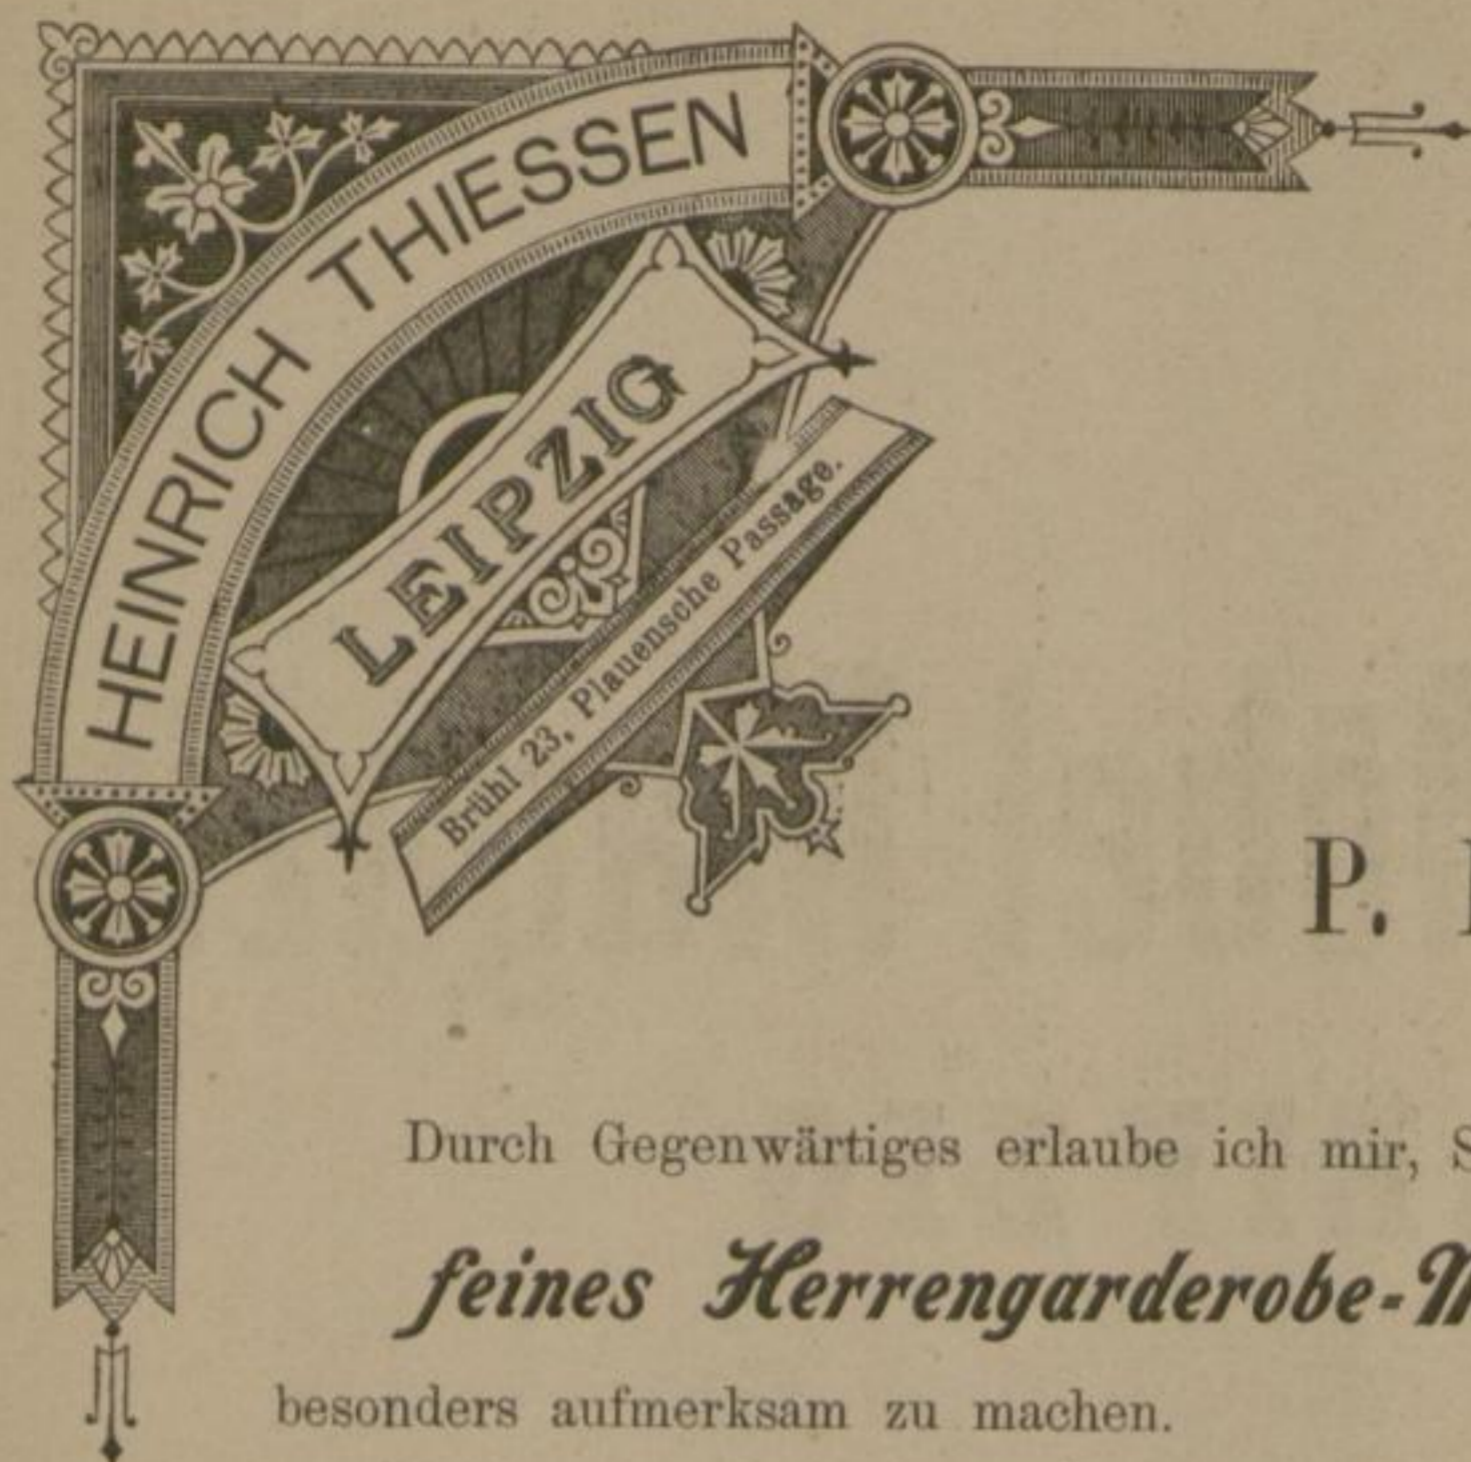 HEINRICH THIESSEN
LEIPZIG
Brühl 23, Plauensche Passage.
P.
Durch Gegenwärtiges erlaube ich mir, S
feines Herrengarderobe-M
besonders aufmerksam zu machen.